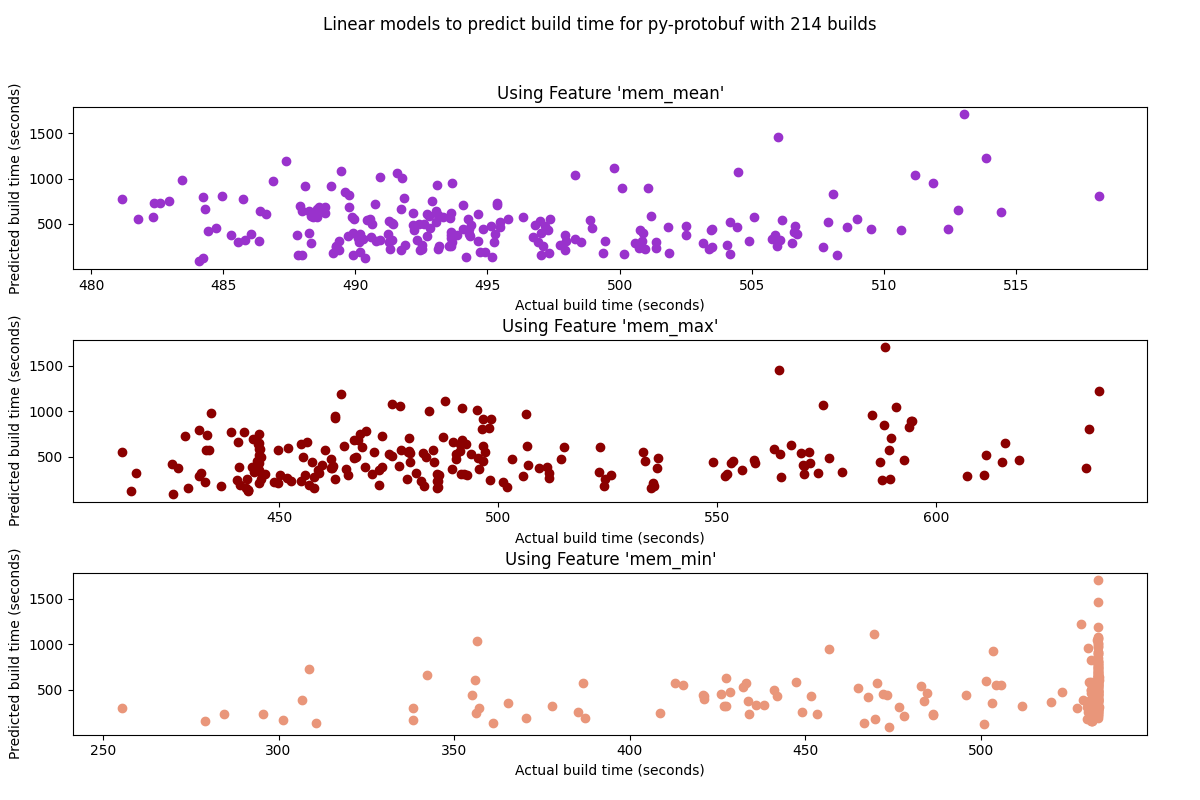 Linear models to predict build time for py-protobuf with 214 builds
Using Feature 'mem_mean'
Predicted build time (seconds)
1500
1000
500
480 485 490 495 500 505 510 515
Actual build time (seconds)
Using Feature 'mem_max'
Predicted build time (seconds)
1500
1000
500
450 500 550 600
Actual build time (seconds)
Using Feature 'mem_min'
Predicted build time (seconds)
1500
1000
500
250 300 350 400 450 500
Actual build time (seconds)